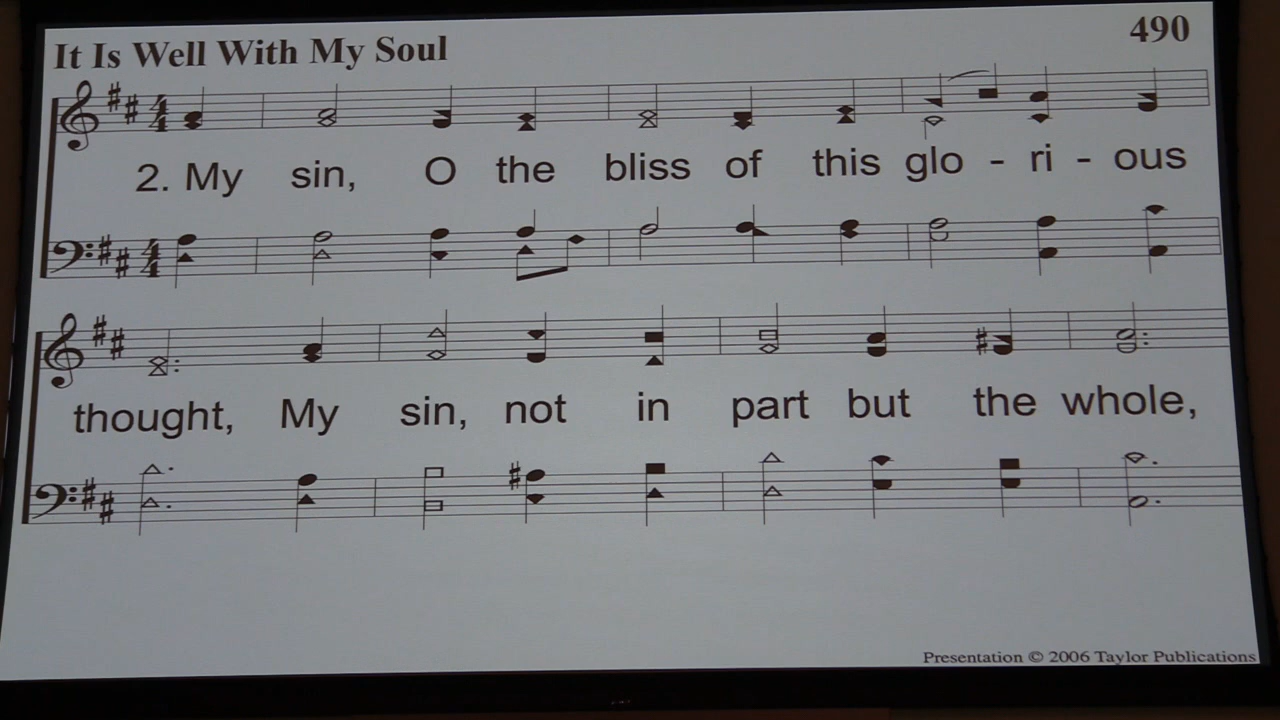 It Is Well With My Soul
490
2. My sin, O the bliss of this glo - ri - ous
thought, My sin, not in part but the whole,
Presentation © 2006 Taylor Publications